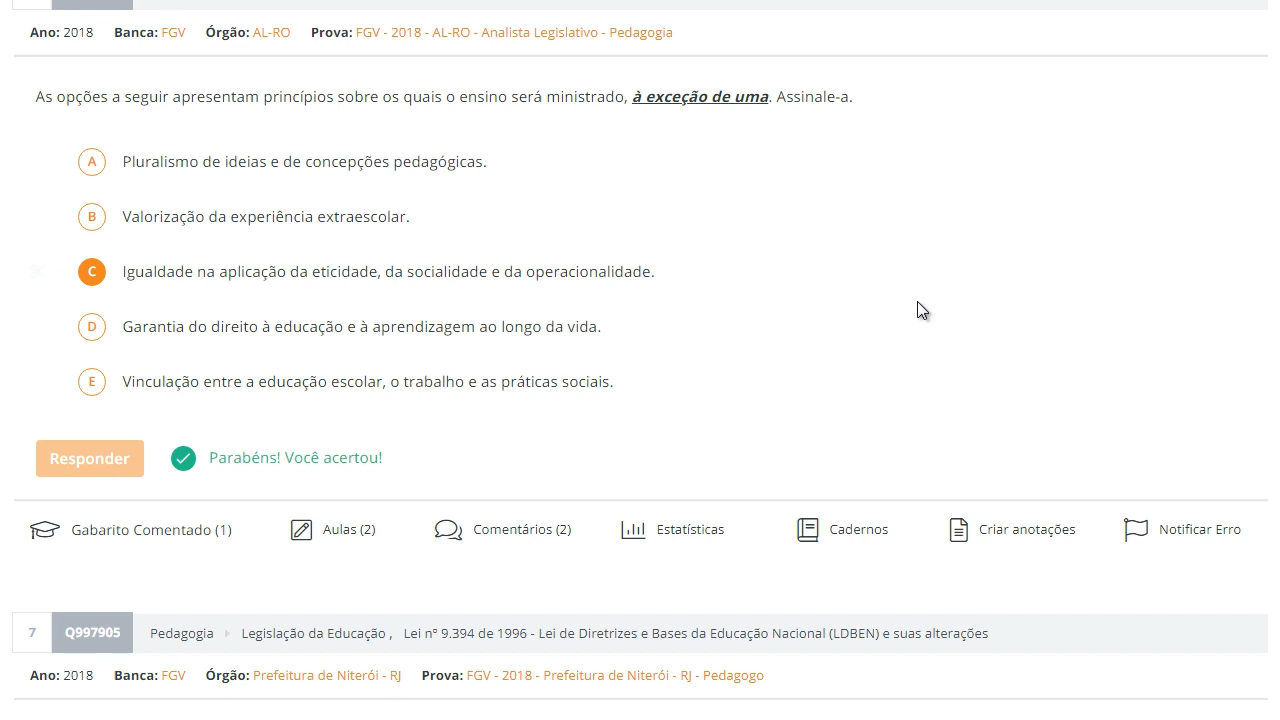 Ano: 2018 Banca: FGV Órgão: AL-RO Prova: FGV - 2018 - AL-RO - Analista Legislativo - Pedagogia
As opções a seguir apresentam princípios sobre os quais o ensino será ministrado, à exceção de uma. Assinale-a.
A Pluralismo de ideias e de concepções pedagógicas.
B Valorização da experiência extraescolar.
C Igualdade na aplicação da eticidade, da socialidade e da operacionalidade.
D Garantia do direito à educação e à aprendizagem ao longo da vida.
E Vinculação entre a educação escolar, o trabalho e as práticas sociais.
Responder Parabéns! Você acertou!
Gabarito Comentado (1) Aulas (2) Comentários (2) Estatísticas Cadernos Criar anotações Notificar Erro
7 Q997905 Pedagogia Legislação da Educação , Lei nº 9.394 de 1996 - Lei de Diretrizes e Bases da Educação Nacional (LDBEN) e suas alterações
Ano: 2018 Banca: FGV Órgão: Prefeitura de Niterói - RJ Prova: FGV - 2018 - Prefeitura de Niterói - RJ - Pedagogo